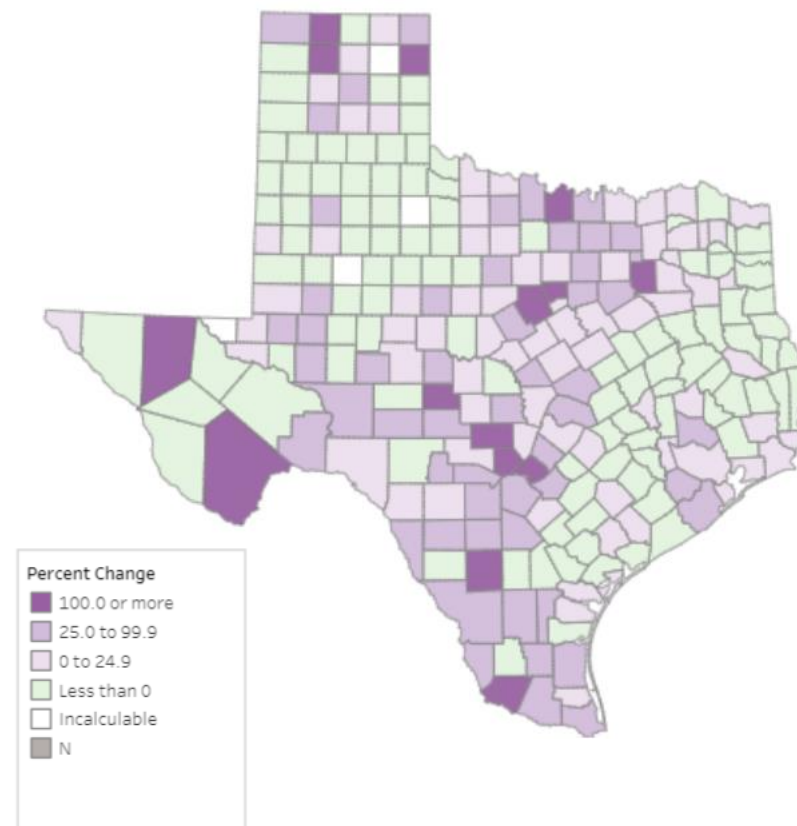 Percent Change
100.0 or more
25.0 to 99.9
0 to 24.9
Less than 0
Incalculable
N